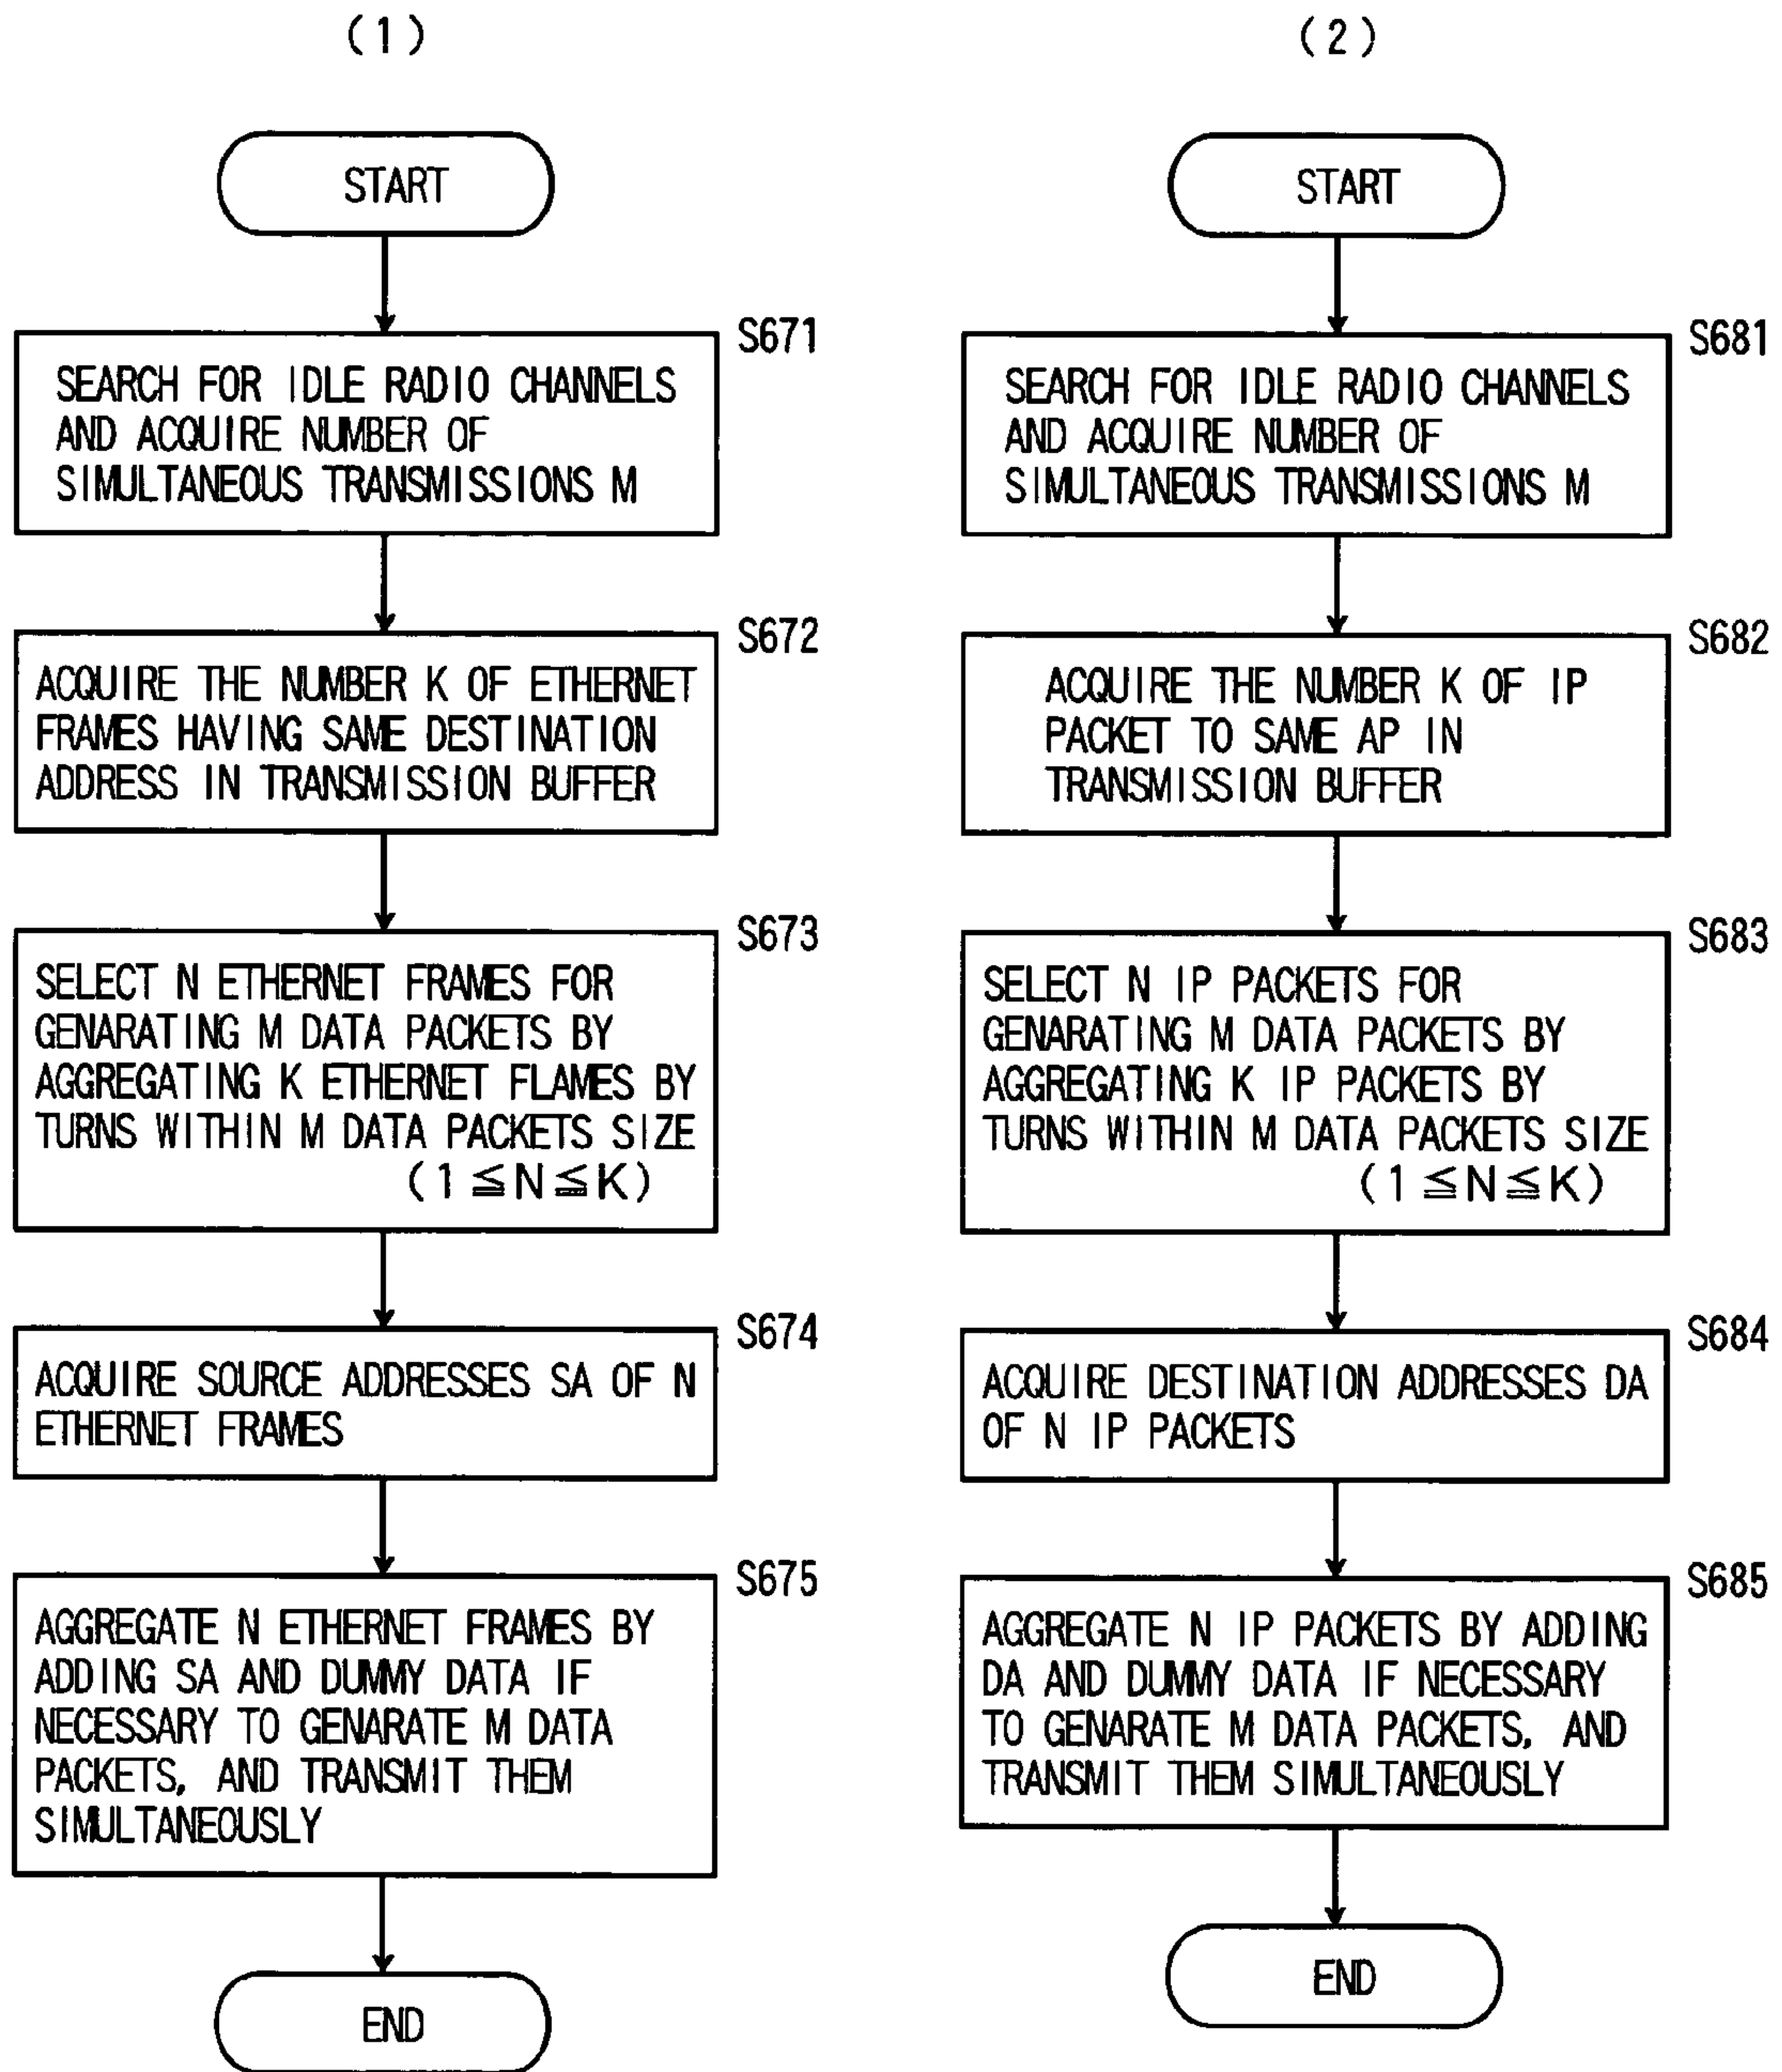 (1)
START
S671
SEARCH FOR IDLE RADIO CHANNELS
AND ACQUIRE NUMBER OF
SIMULTANEOUS TRANSMISSIONS M
S672
ACQUIRE THE NUMBER K OF ETHERNET
FRAMES HAVING SAME DESTINATION
ADDRESS IN TRANSMISSION BUFFER
S673
SELECT N ETHERNET FRAMES FOR
GENARATING M DATA PACKETS BY
AGGREGATING K ETHERNET FLAMES BY
TURNS WITHIN M DATA PACKETS SIZE
(1≦N≦K)
S674
ACQUIRE SOURCE ADDRESSES SA OF N
ETHERNET FRAMES
S675
AGGREGATE N ETHERNET FRAMES BY
ADDING SA AND DUMMY DATA IF
NECESSARY TO GENARATE M DATA
PACKETS, AND TRANSMIT THEM
SIMULTANEOUSLY
END
(2)
START
S681
SEARCH FOR IDLE RADIO CHANNELS
AND ACQUIRE NUMBER OF
SIMULTANEOUS TRANSMISSIONS M
S682
ACQUIRE THE NUMBER K OF IP
PACKET TO SAME AP IN
TRANSMISSION BUFFER
S683
SELECT N IP PACKETS FOR
GENARATING M DATA PACKETS BY
AGGREGATING K IP PACKETS BY
TURNS WITHIN M DATA PACKETS SIZE
(1≦N≦K)
S684
ACQUIRE DESTINATION ADDRESSES DA
OF N IP PACKETS
S685
AGGREGATE N IP PACKETS BY ADDING
DA AND DUMMY DATA IF NECESSARY
TO GENARATE M DATA PACKETS, AND
TRANSMIT THEM SIMULTANEOUSLY
END